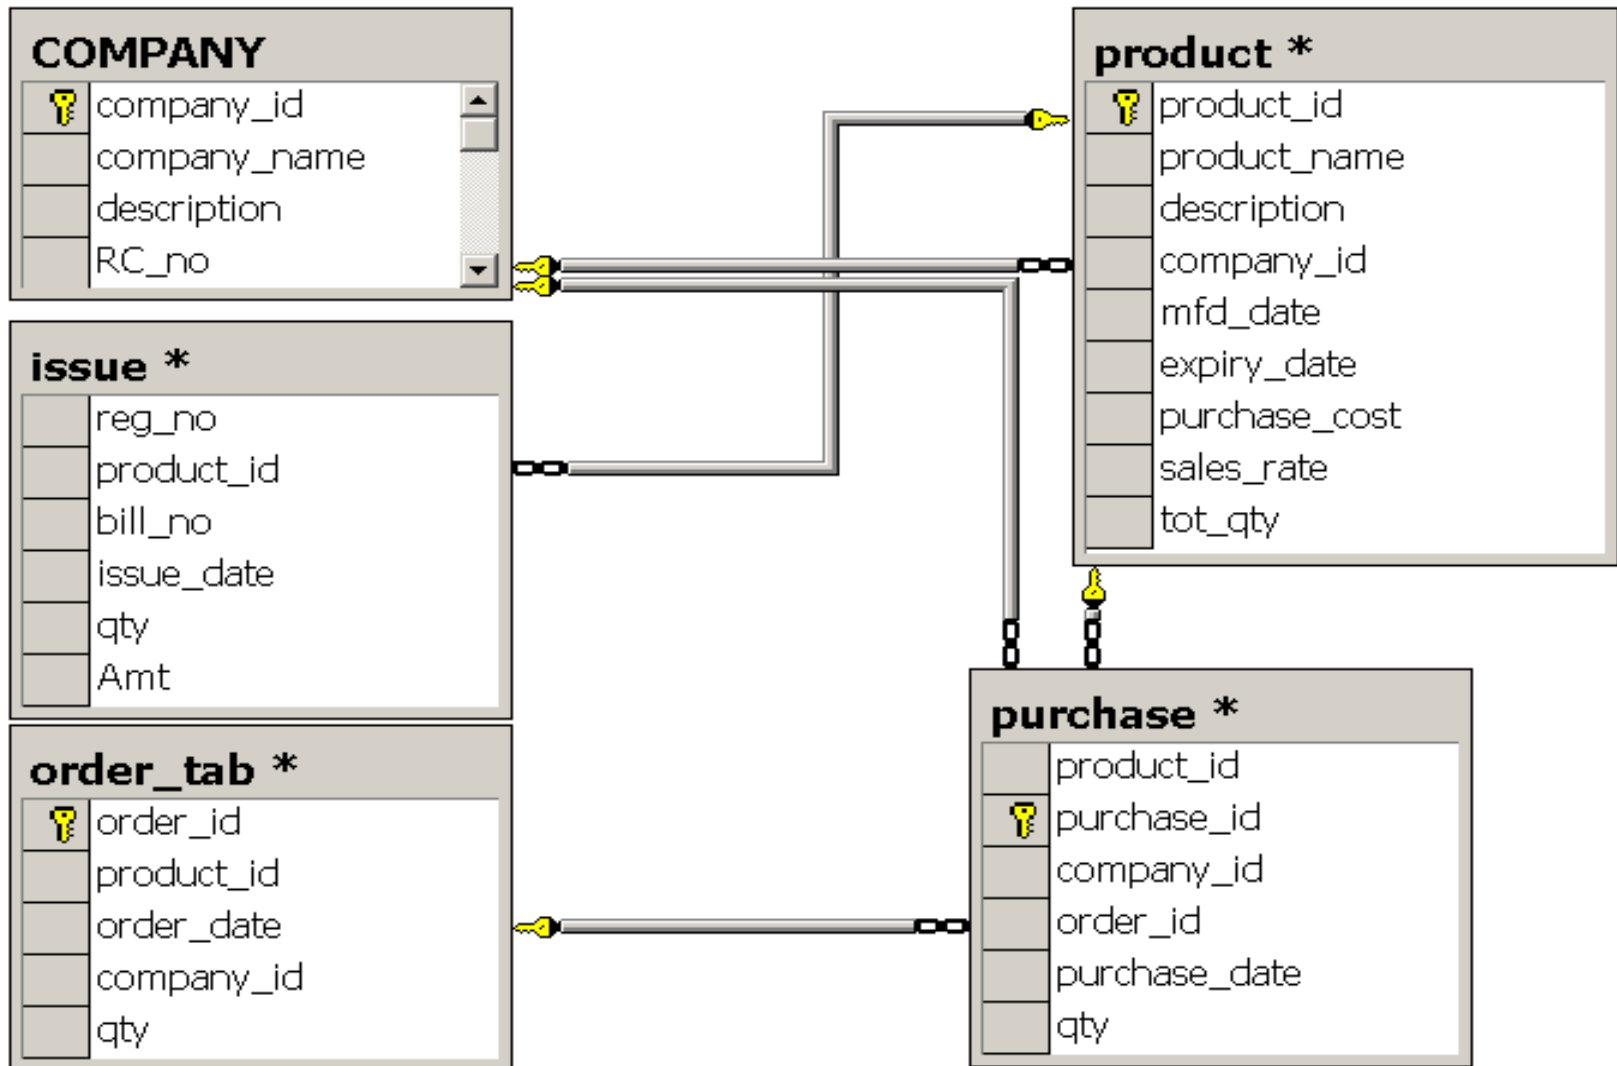 COMPANY
company_id
company_name
description
RC_no
issue *
reg_no
product_id
bill_no
issue_date
qty
Amt
order_tab *
order_id
product_id
order_date
company_id
qty
product *
product_id
product_name
description
company_id
mfd_date
expiry_date
purchase_cost
sales_rate
tot_qty
purchase *
product_id
purchase_id
company_id
order_id
purchase_date
qty